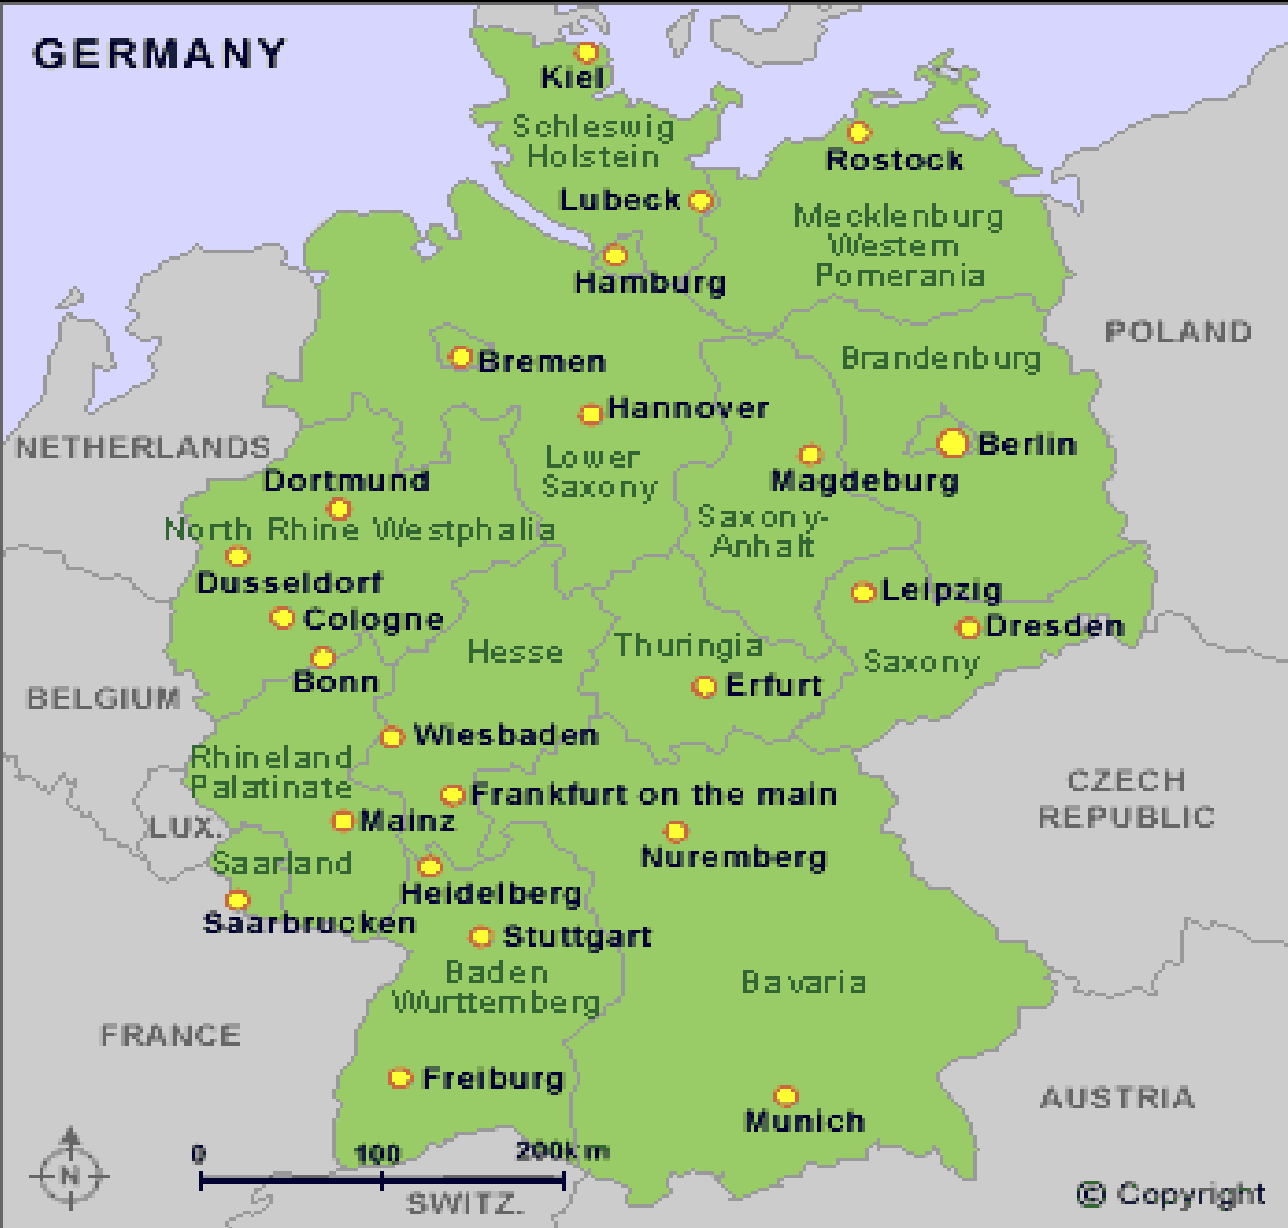 GERMANY
Kiel
Schleswig
Holstein
Rostock
Lubeck
Mecklenburg
Western
Pomerania
Hamburg
POLAND
Bremen
Brandenburg
Hannover
NETHERLANDS
Berlin
Lower
Saxony
Dortmund
Magdeburg
North Rhine Westphalia
Saxony-
Anhalt
Dusseldorf
Leipzig
Cologne
Dresden
Hesse
Thuringia
Saxony
Bonn
Erfurt
BELGIUM
Wiesbaden
Rhineland
Palatinate
CZECH
REPUBLIC
Frankfurt on the main
LUX.
Mainz
Nuremberg
Saarland
Heidelberg
Saarbrucken
Stuttgart
Baden
Wurttemberg
Bavaria
FRANCE
Freiburg
AUSTRIA
Munich
0 100 200km
N
SWITZ.
© Copyright